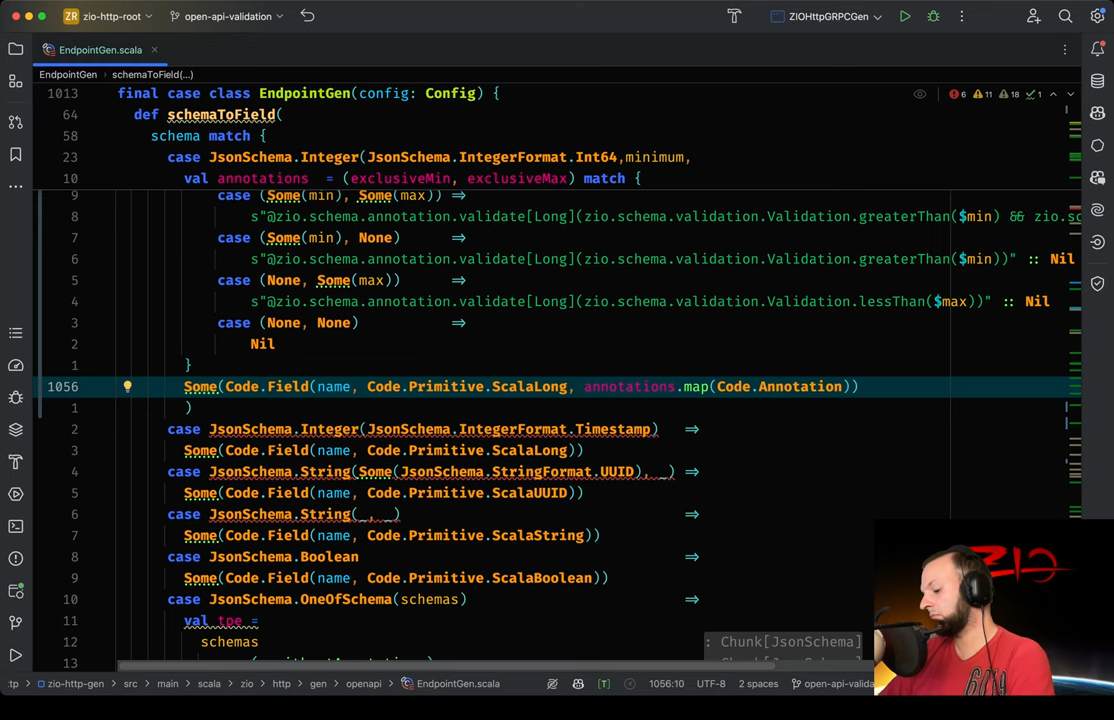 ZR zio-http-root open-api-validation ZIOHttpGRPCGen
EndpointGen.scala
EndpointGen › schemaToField(...)
1013 final case class EndpointGen(config: Config) {
6 11 18 1
64 def schemaToField(
58 schema match {
23 case JsonSchema.Integer(JsonSchema.IntegerFormat.Int64,minimum,
10 val annotations = (exclusiveMin, exclusiveMax) match {
9 case (Some(min), Some(max)) ⇒
8 s"@zio.schema.annotation.validate[Long](zio.schema.validation.Validation.greaterThan($min) && zio.sc
7 case (Some(min), None) ⇒
6 s"@zio.schema.annotation.validate[Long](zio.schema.validation.Validation.greaterThan($min))" :: Nil
5 case (None, Some(max)) ⇒
4 s"@zio.schema.annotation.validate[Long](zio.schema.validation.Validation.lessThan($max))" :: Nil
3 case (None, None) ⇒
2 Nil
1 }
1056 Some(Code.Field(name, Code.Primitive.ScalaLong, annotations.map(Code.Annotation))
1 )
2 case JsonSchema.Integer(JsonSchema.IntegerFormat.Timestamp) ⇒
3 Some(Code.Field(name, Code.Primitive.ScalaLong))
4 case JsonSchema.String(Some(JsonSchema.StringFormat.UUID), _) ⇒
5 Some(Code.Field(name, Code.Primitive.ScalaUUID))
6 case JsonSchema.String(_, _) ⇒
7 Some(Code.Field(name, Code.Primitive.ScalaString))
8 case JsonSchema.Boolean ⇒
9 Some(Code.Field(name, Code.Primitive.ScalaBoolean))
10 case JsonSchema.OneOfSchema(schemas) ⇒
11 val tpe =
12 schemas : Chunk[JsonSchema]
13
ZIO
tp › zio-http-gen › src › main › scala › zio › http › gen › openapi › EndpointGen.scala [T] 1056:10 UTF-8 2 spaces open-api-valida